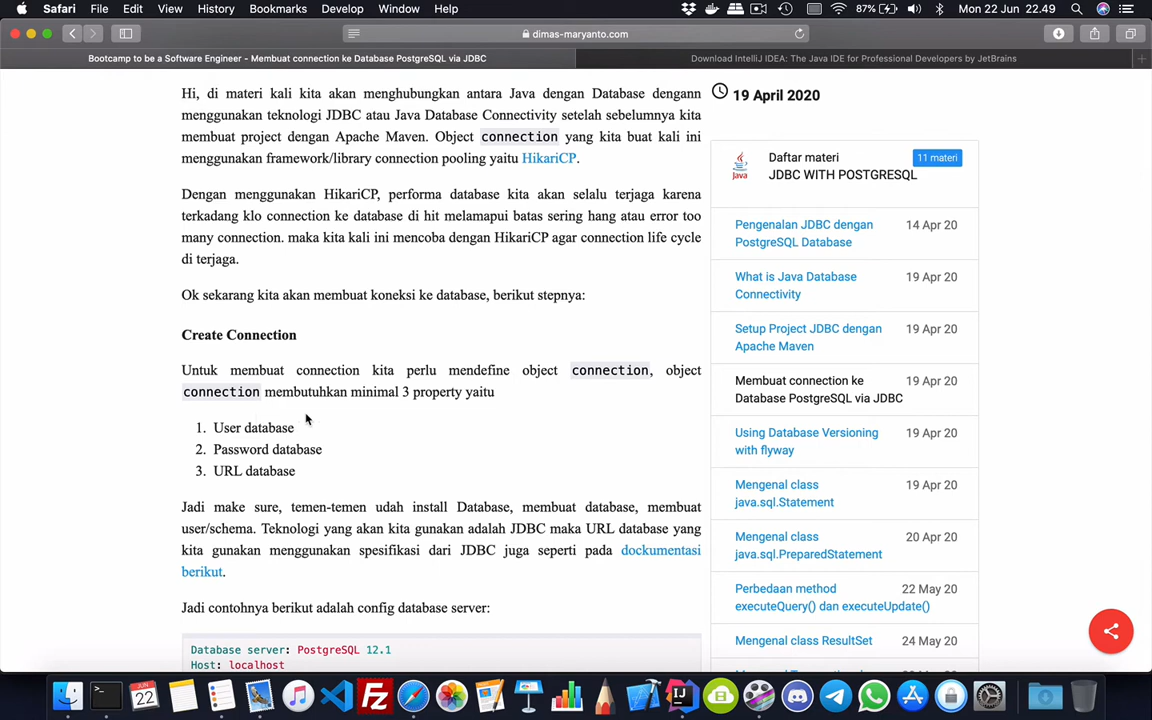 Safari File Edit View History Bookmarks Develop Window Help 87% Mon 22 Jun 22.49
dimas-maryanto.com
Bootcamp to be a Software Engineer - Membuat connection ke Database PostgreSQL via JDBC
Download IntelliJ IDEA: The Java IDE for Professional Developers by JetBrains
Hi, di materi kali kita akan menghubungkan antara Java dengan Database dengann
menggunakan teknologi JDBC atau Java Database Connectivity setelah sebelumnya kita
membuat project dengan Apache Maven. Object connection yang kita buat kali ini
menggunakan framework/library connection pooling yaitu HikariCP.
Dengan menggunakan HikariCP, performa database kita akan selalu terjaga karena
terkadang klo connection ke database di hit melamapui batas sering hang atau error too
many connection. maka kita kali ini mencoba dengan HikariCP agar connection life cycle
di terjaga.
Ok sekarang kita akan membuat koneksi ke database, berikut stepnya:
Create Connection
Untuk membuat connection kita perlu mendefine object connection, object
connection membutuhkan minimal 3 property yaitu
1. User database
2. Password database
3. URL database
Jadi make sure, temen-temen udah install Database, membuat database, membuat
user/schema. Teknologi yang akan kita gunakan adalah JDBC maka URL database yang
kita gunakan menggunakan spesifikasi dari JDBC juga seperti pada dockumentasi
berikut.
Jadi contohnya berikut adalah config database server:
Database server: PostgreSQL 12.1
Host: localhost
19 April 2020
Java
Daftar materi
JDBC WITH POSTGRESQL
11 materi
Pengenalan JDBC dengan
PostgreSQL Database
14 Apr 20
What is Java Database
Connectivity
19 Apr 20
Setup Project JDBC dengan
Apache Maven
19 Apr 20
Membuat connection ke
Database PostgreSQL via JDBC
19 Apr 20
Using Database Versioning
with flyway
19 Apr 20
Mengenal class
java.sql.Statement
19 Apr 20
Mengenal class
java.sql.PreparedStatement
20 Apr 20
Perbedaan method
executeQuery() dan executeUpdate()
22 May 20
Mengenal class ResultSet
24 May 20